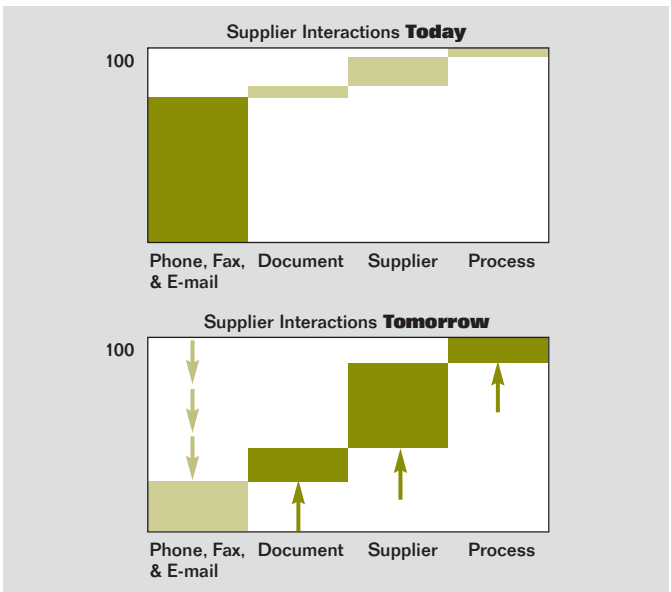 Supplier Interactions Today
100
Phone, Fax, & E-mail
Document
Supplier
Process
Supplier Interactions Tomorrow
100
Phone, Fax, & E-mail
Document
Supplier
Process